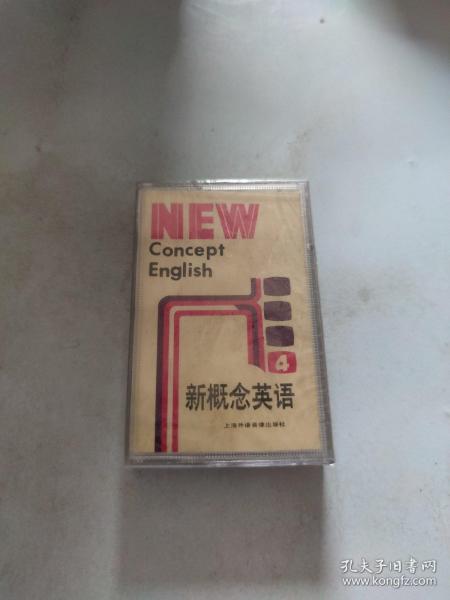 NEW
Concept
English
4
新概念英语
上海外语音像出版社
孔夫子旧书网
www.kongfz.com